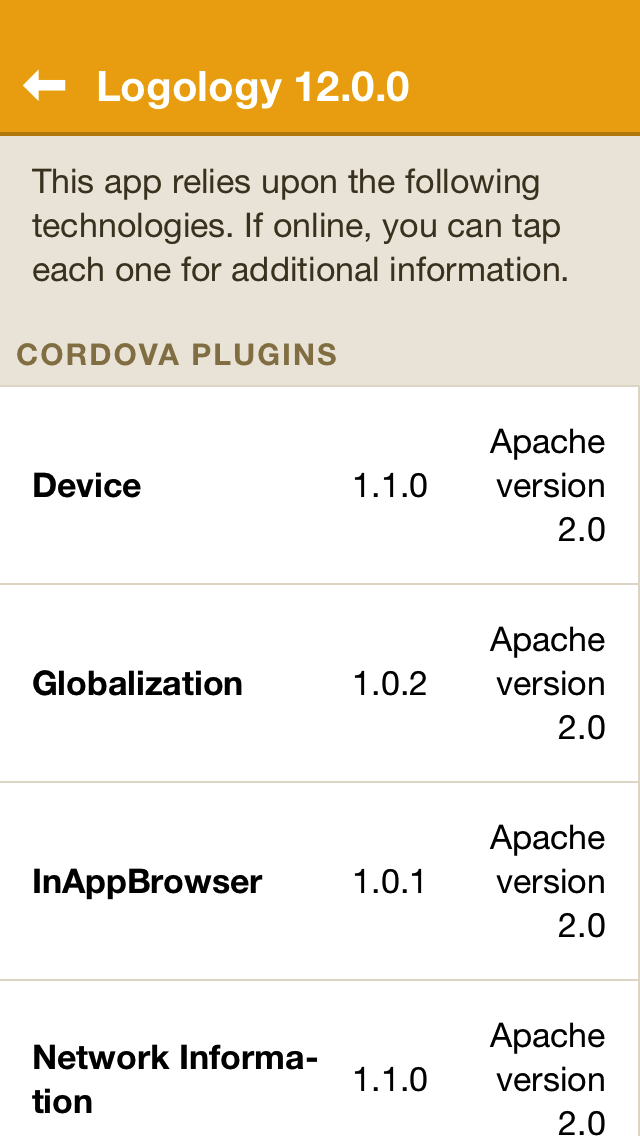 Logology 12.0.0
This app relies upon the following
technologies. If online, you can tap
each one for additional information.
CORDOVA PLUGINS
Device 1.1.0 Apache
version
2.0
Globalization 1.0.2 Apache
version
2.0
InAppBrowser 1.0.1 Apache
version
2.0
Network Informa-
tion 1.1.0 Apache
version
2.0